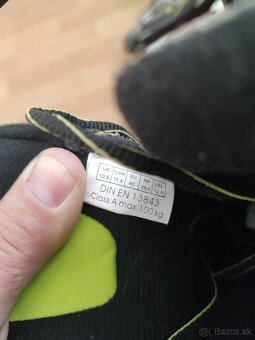 UK USM EU MP USL
10.5 11.5 45 29.5 12.5
DIN EN 13843
Class A max. 100 kg
Bazos.sk